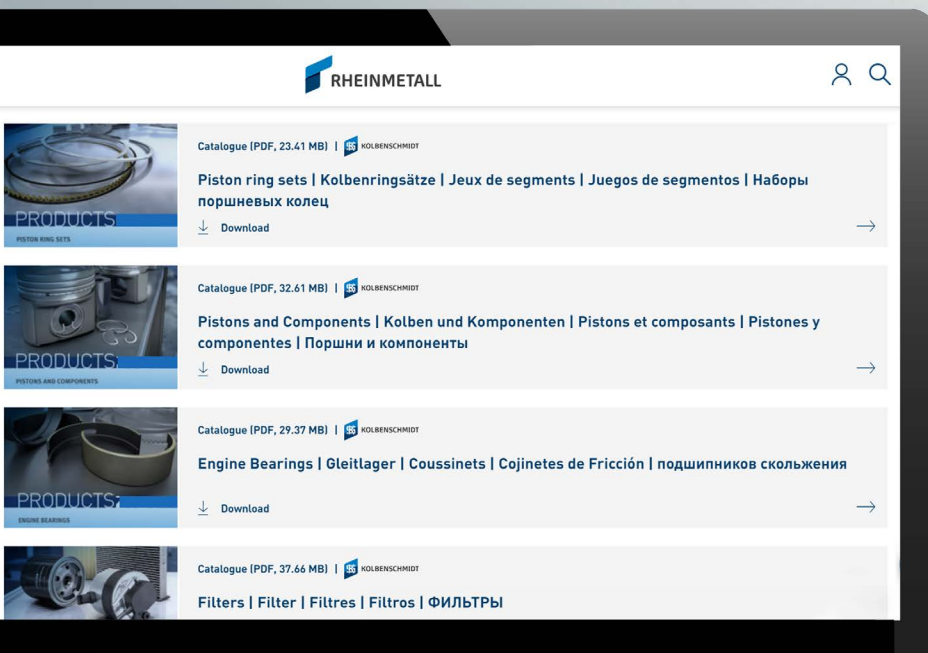 RHEINMETALL
Catalogue (PDF, 23.41 MB) | KS KOLBENSCHMIDT
Piston ring sets | Kolbenringsätze | Jeux de segments | Juegos de segmentos | Наборы
поршневых колец
Download
PRODUCTS
PISTON RING SETS
Catalogue (PDF, 32.61 MB) | KS KOLBENSCHMIDT
Pistons and Components | Kolben und Komponenten | Pistons et composants | Pistones y
componentes | Поршни и компоненты
Download
PRODUCTS
PISTONS AND COMPONENTS
Catalogue (PDF, 29.37 MB) | KS KOLBENSCHMIDT
Engine Bearings | Gleitlager | Coussinets | Cojinetes de Fricción | подшипников скольжения
Download
PRODUCTS
ENGINE BEARINGS
Catalogue (PDF, 37.66 MB) | KS KOLBENSCHMIDT
Filters | Filter | Filtres | Filtros | ФИЛЬТРЫ